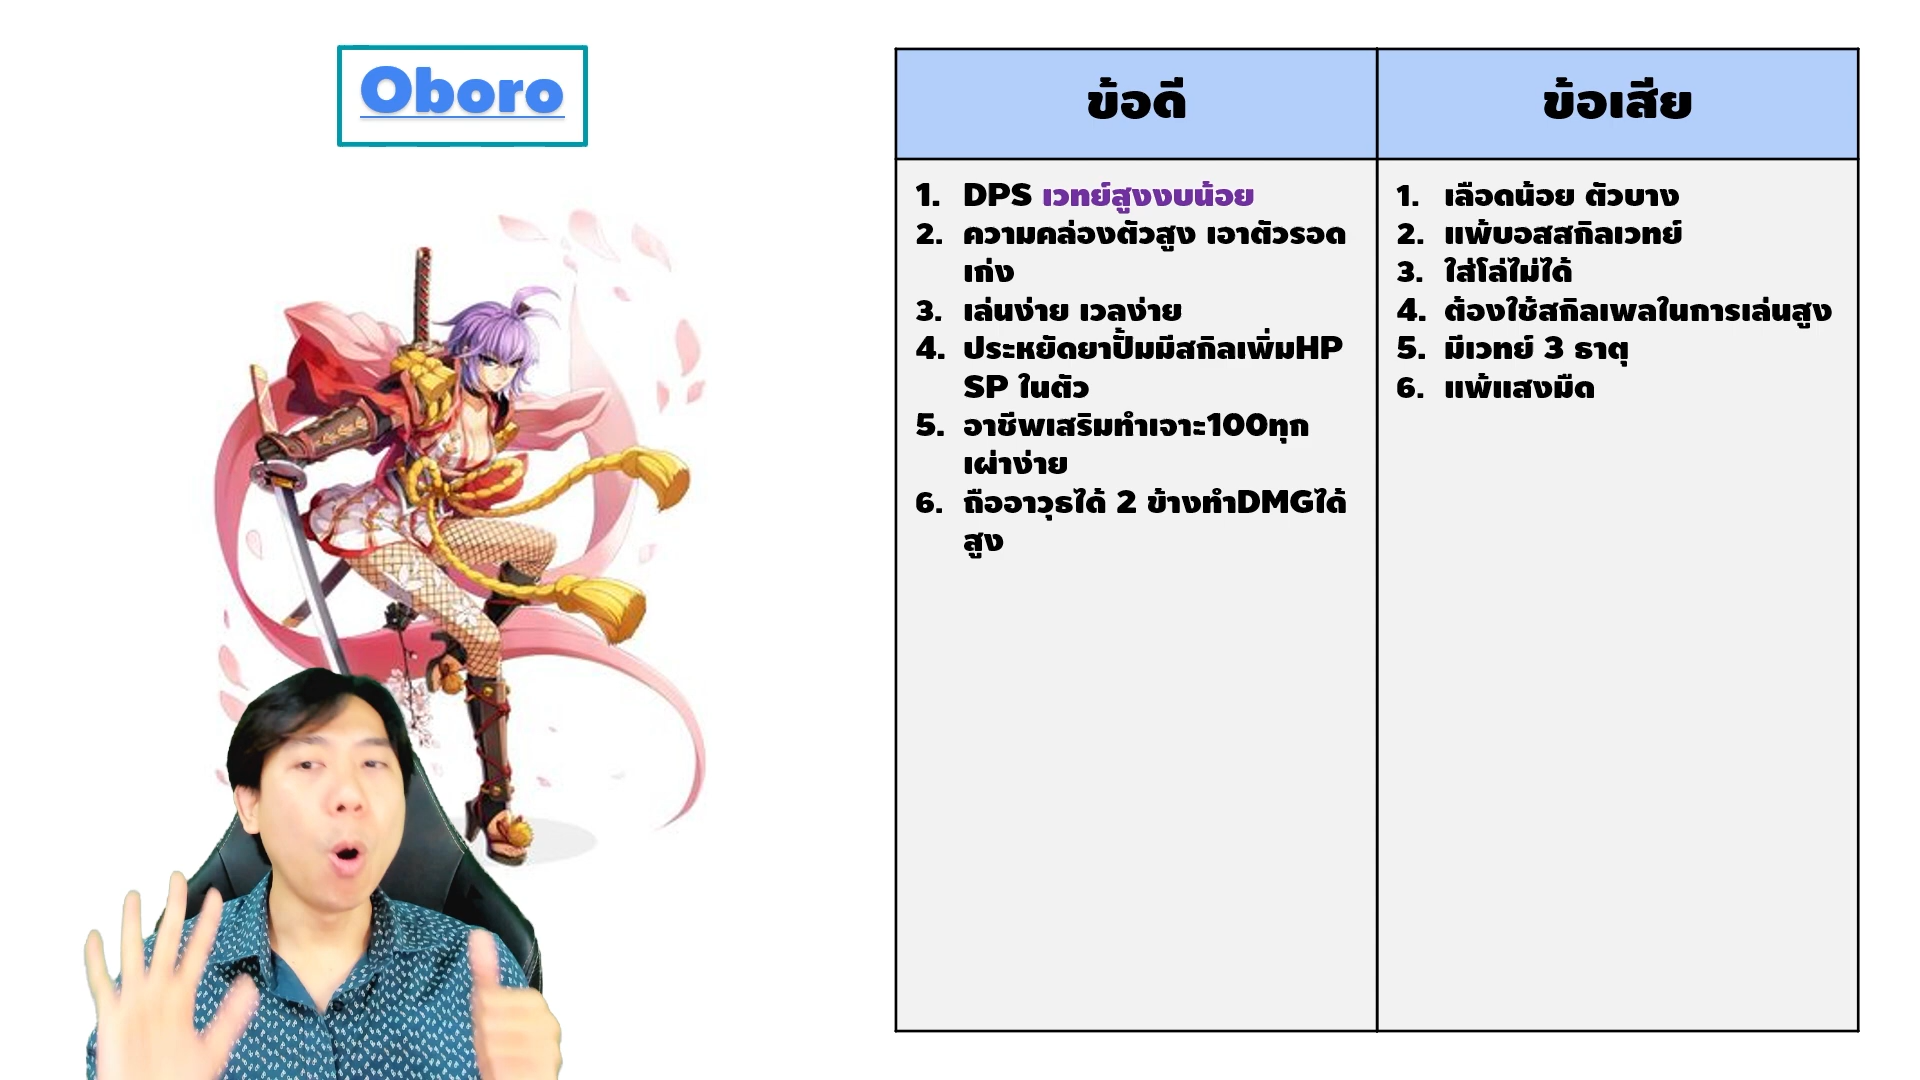 Oboro
ข้อดี
ข้อเสีย
1. DPS เวทย์สูงงบน้อย
2. ความคล่องตัวสูง เอาตัวรอด
เก่ง
3. เล่นง่าย เวลง่าย
4. ประหยัดยาปั้มมีสกิลเพิ่มHP
SP ในตัว
5. อาชีพเสริมทำเจาะ100ทุก
เผ่าง่าย
6. ถืออาวุธได้ 2 ข้างทำDMGได้
สูง
1. เลือดน้อย ตัวบาง
2. แพ้บอสสกิลเวทย์
3. ใส่โล่ไม่ได้
4. ต้องใช้สกิลเพลในการเล่นสูง
5. มีเวทย์ 3 ธาตุ
6. แพ้แสงมืด